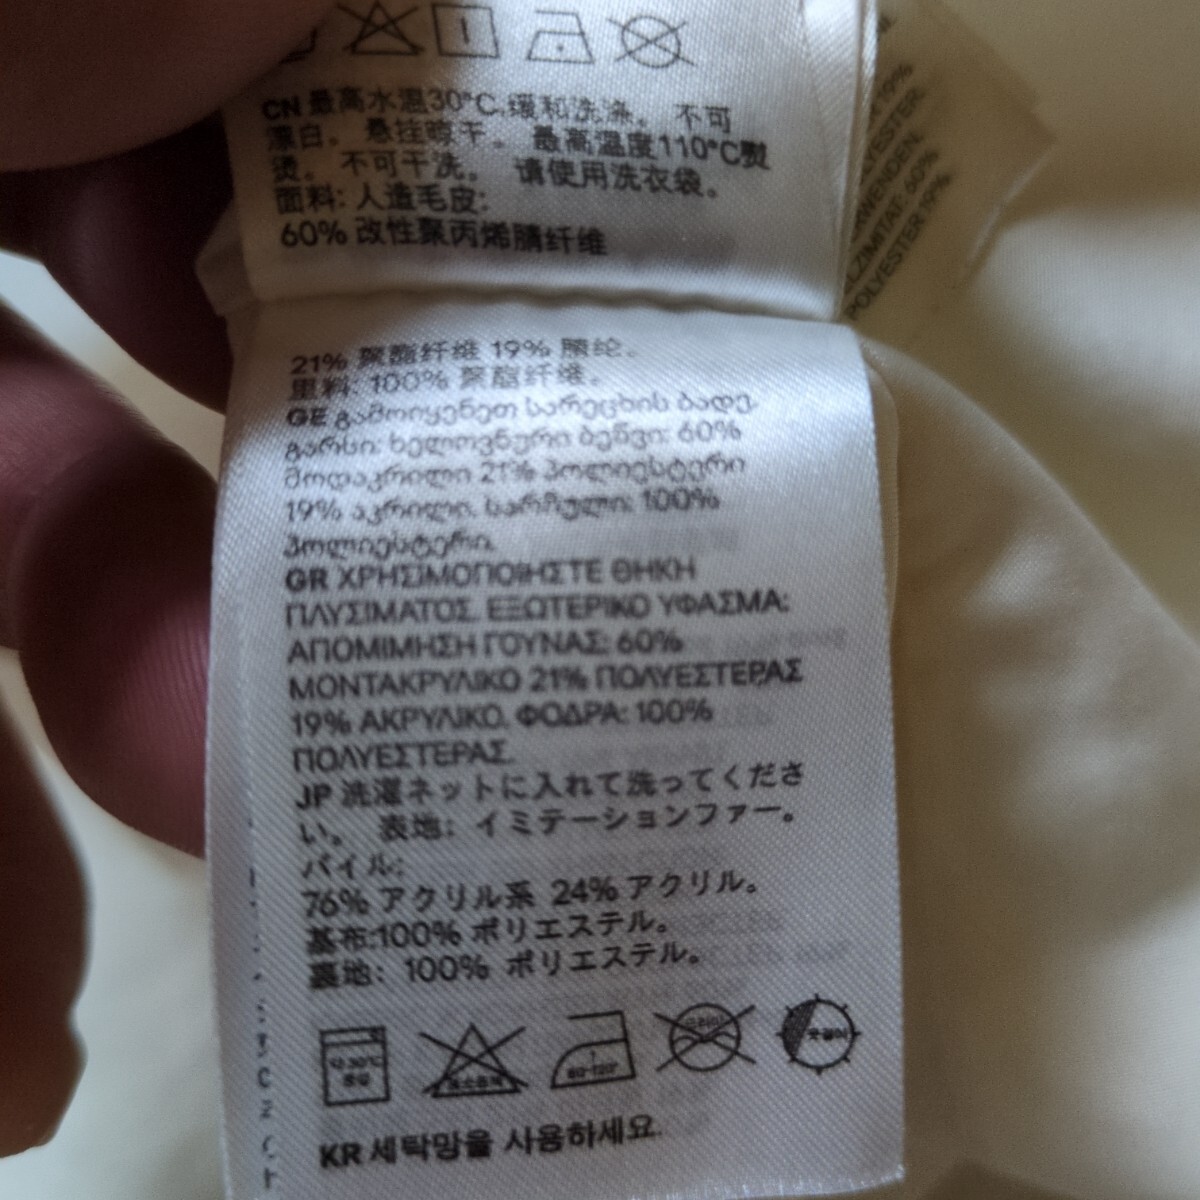 CN 最高水温30°C,缓和洗涤。 不可
漂白。 悬挂晾干。 最高温度110°C熨
烫。 不可干洗。 请使用洗衣袋。
面料: 人造毛皮:
60% 改性聚丙烯腈纤维
21% 聚酯纤维 19% 腈纶。
里料: 100% 聚酯纤维。
GE გამოიყენეთ სარეცხის ბადე.
გარსი: ხელოვნური ბეწვი: 60%
მოდაკრილი 21% პოლიესტერი
19% აკრილი. სარჩული: 100%
პოლიესტერი.
GR ΧΡΗΣΙΜΟΠΟΙΗΣΤΕ ΘΗΚΗ
ΠΛΥΣΙΜΑΤΟΣ. ΕΞΩΤΕΡΙΚΟ ΥΦΑΣΜΑ:
ΑΠΟΜΙΜΗΣΗ ΓΟΥΝΑΣ: 60%
ΜΟΝΤΑΚΡΥΛΙΚΟ 21% ΠΟΛΥΕΣΤΕΡΑΣ
19% ΑΚΡΥΛΙΚΟ. ΦΟΔΡΑ: 100%
ΠΟΛΥΕΣΤΕΡΑΣ.
JP 洗濯ネットに入れて洗ってくださ
い。 表地: イミテーションファー。
パイル:
76% アクリル系 24% アクリル。
基布:100% ポリエステル。
裏地: 100% ポリエステル。
80-120°
KR 세탁망을 사용하세요.
19%
60%
POLYESTER 19%.